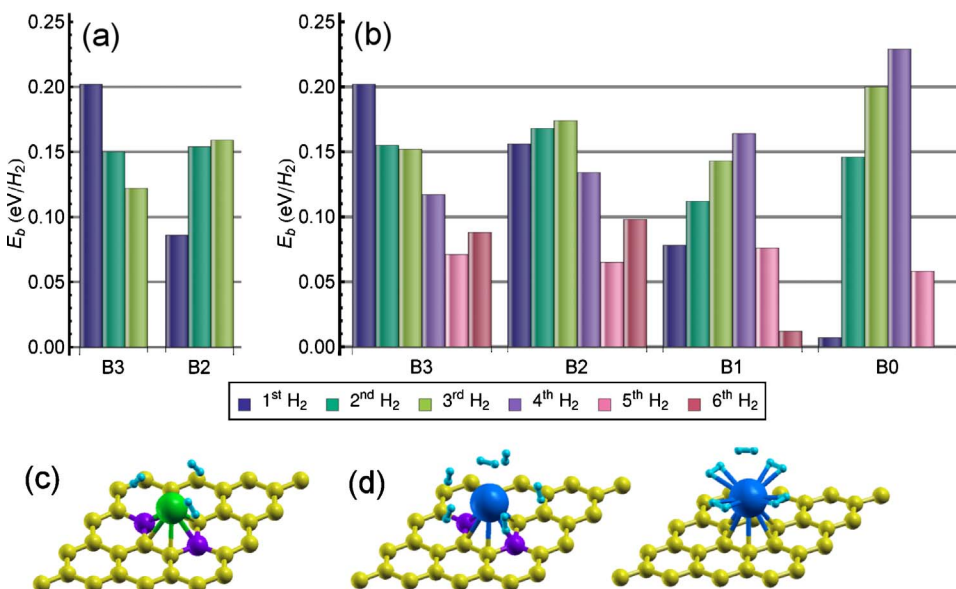 (a)
0.25
0.20
0.15
0.10
0.05
0.00
E_b (eV/H₂)
B3 B2
(b)
0.25
0.20
0.15
0.10
0.05
0.00
E_b (eV/H₂)
B3 B2 B1 B0
1ˢᵗ H₂ 2ⁿᵈ H₂ 3ʳᵈ H₂ 4ᵗʰ H₂ 5ᵗʰ H₂ 6ᵗʰ H₂
(c)
(d)